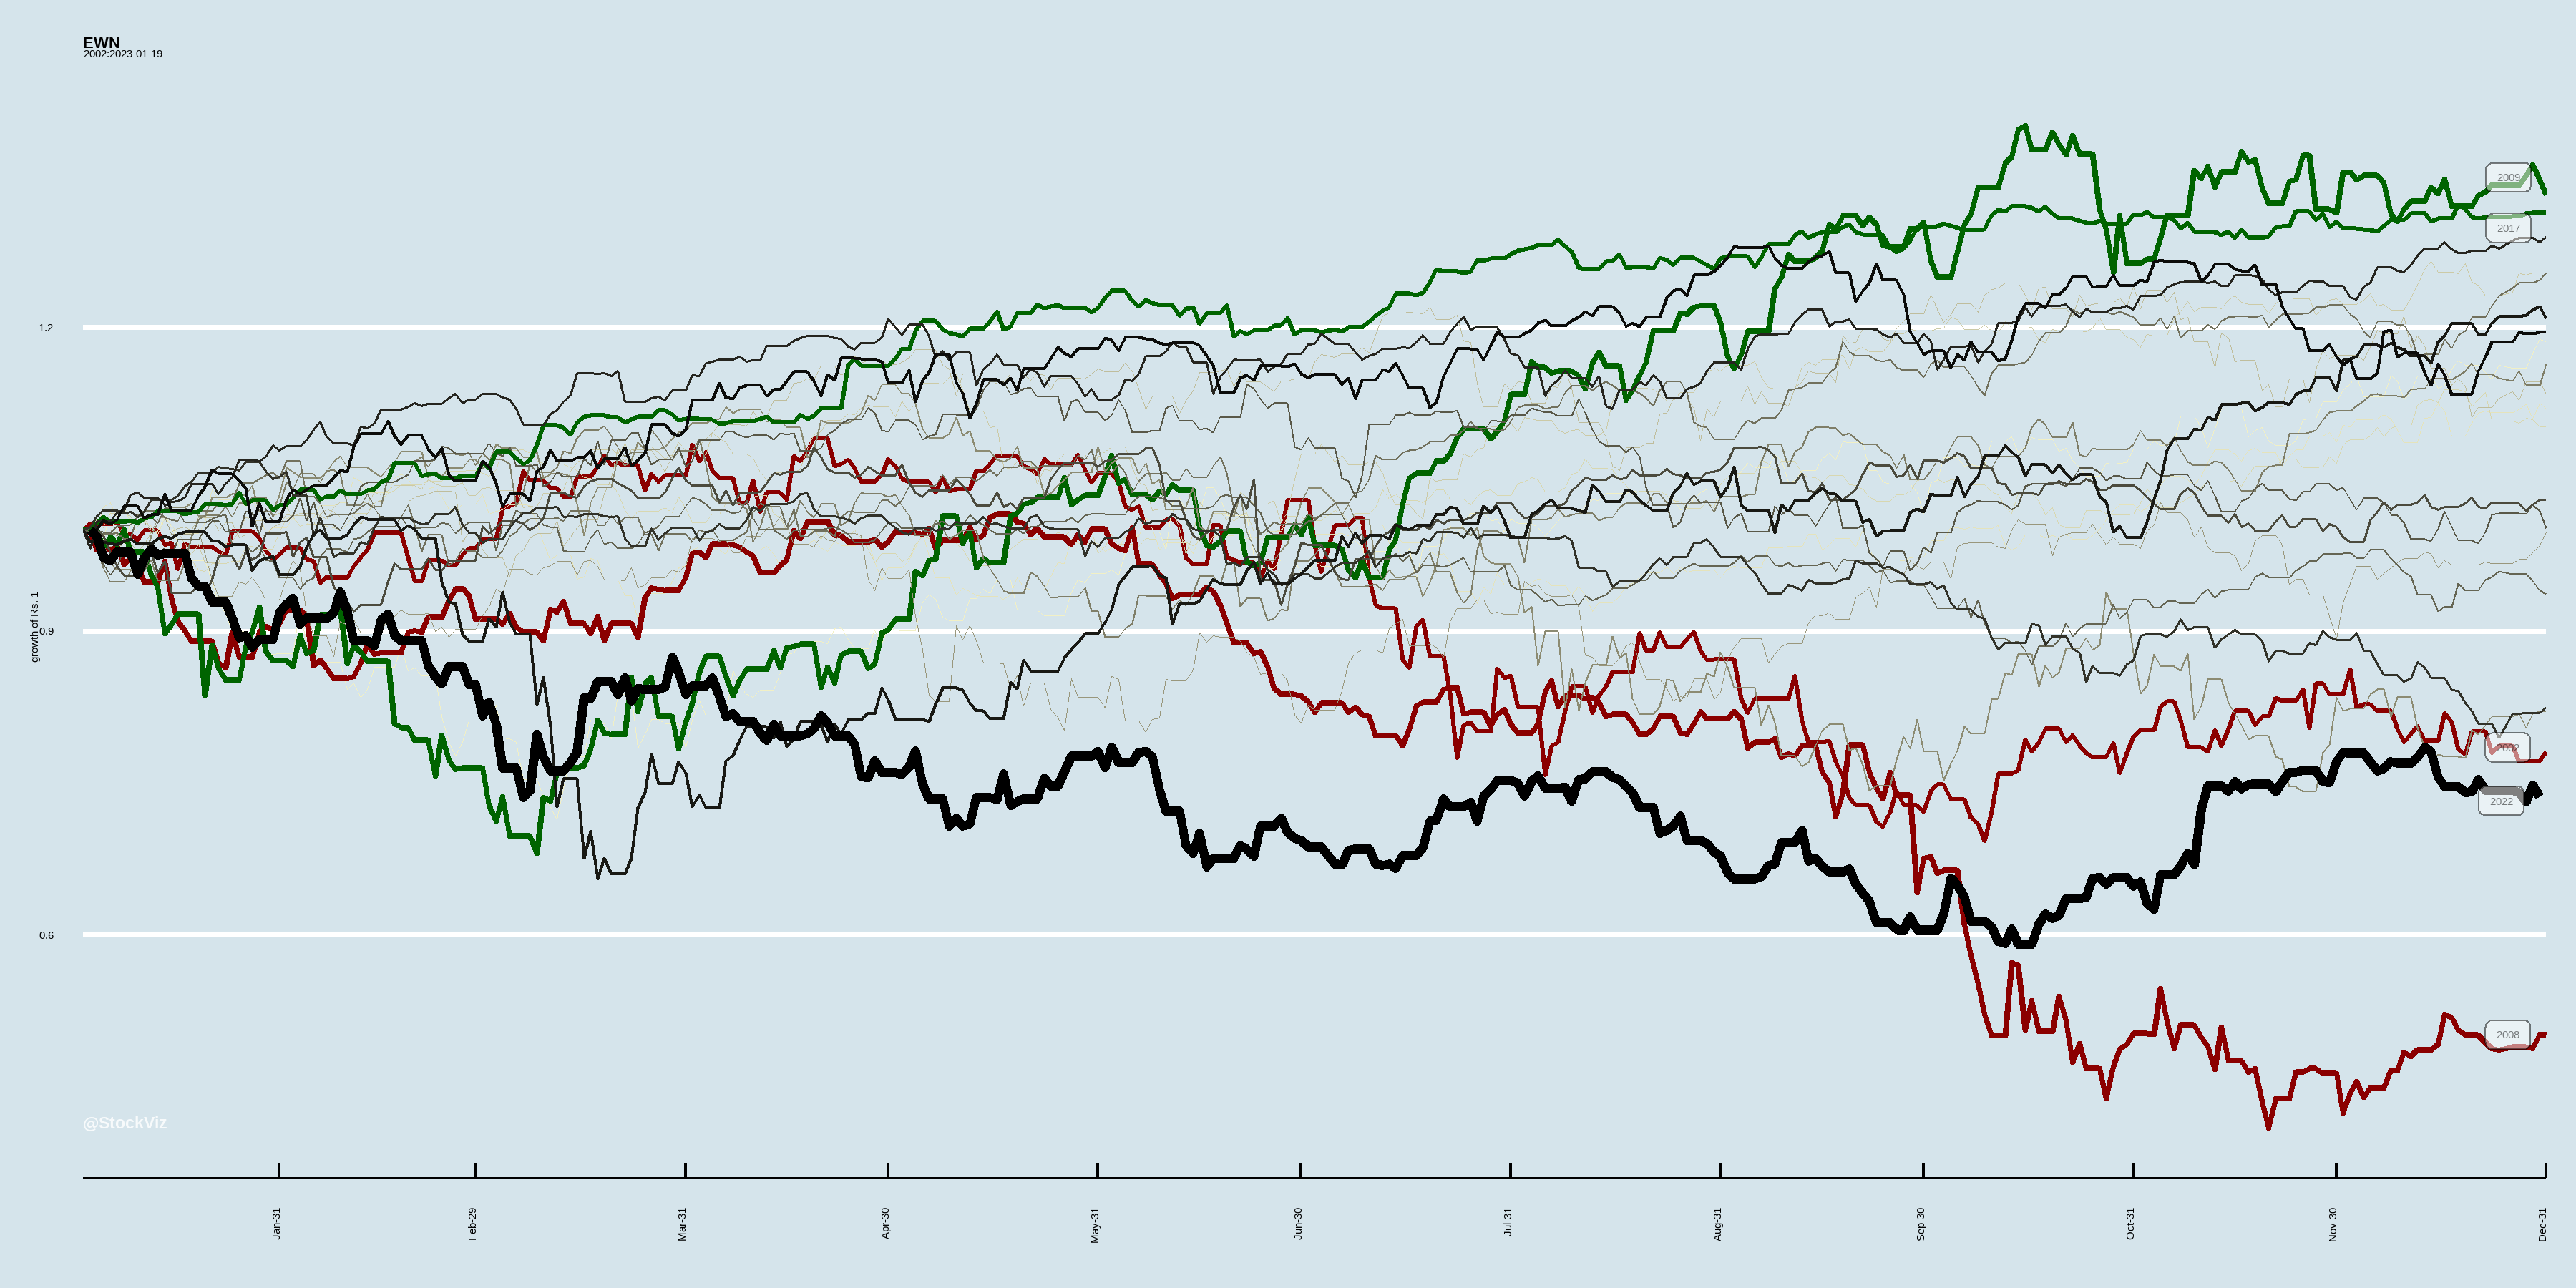 EWN
2002:2023-01-19
growth of Rs. 1
1.2
0.9
0.6
2009
2017
2002
2022
2008
@StockViz
Jan-31
Feb-29
Mar-31
Apr-30
May-31
Jun-30
Jul-31
Aug-31
Sep-30
Oct-31
Nov-30
Dec-31